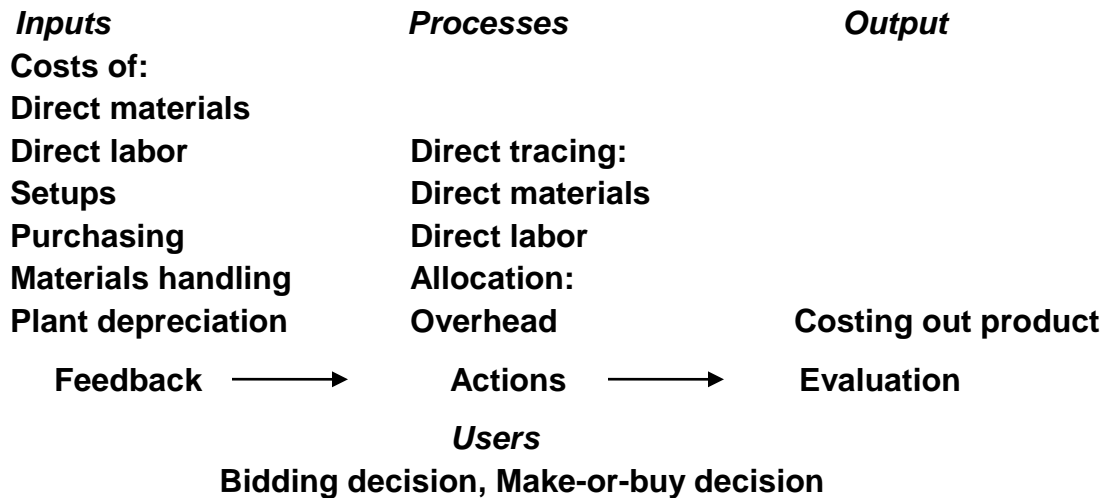 Inputs Processes Output
Costs of:
Direct materials
Direct labor Direct tracing:
Setups Direct materials
Purchasing Direct labor
Materials handling Allocation:
Plant depreciation Overhead Costing out product
Feedback Actions Evaluation
Users
Bidding decision, Make-or-buy decision